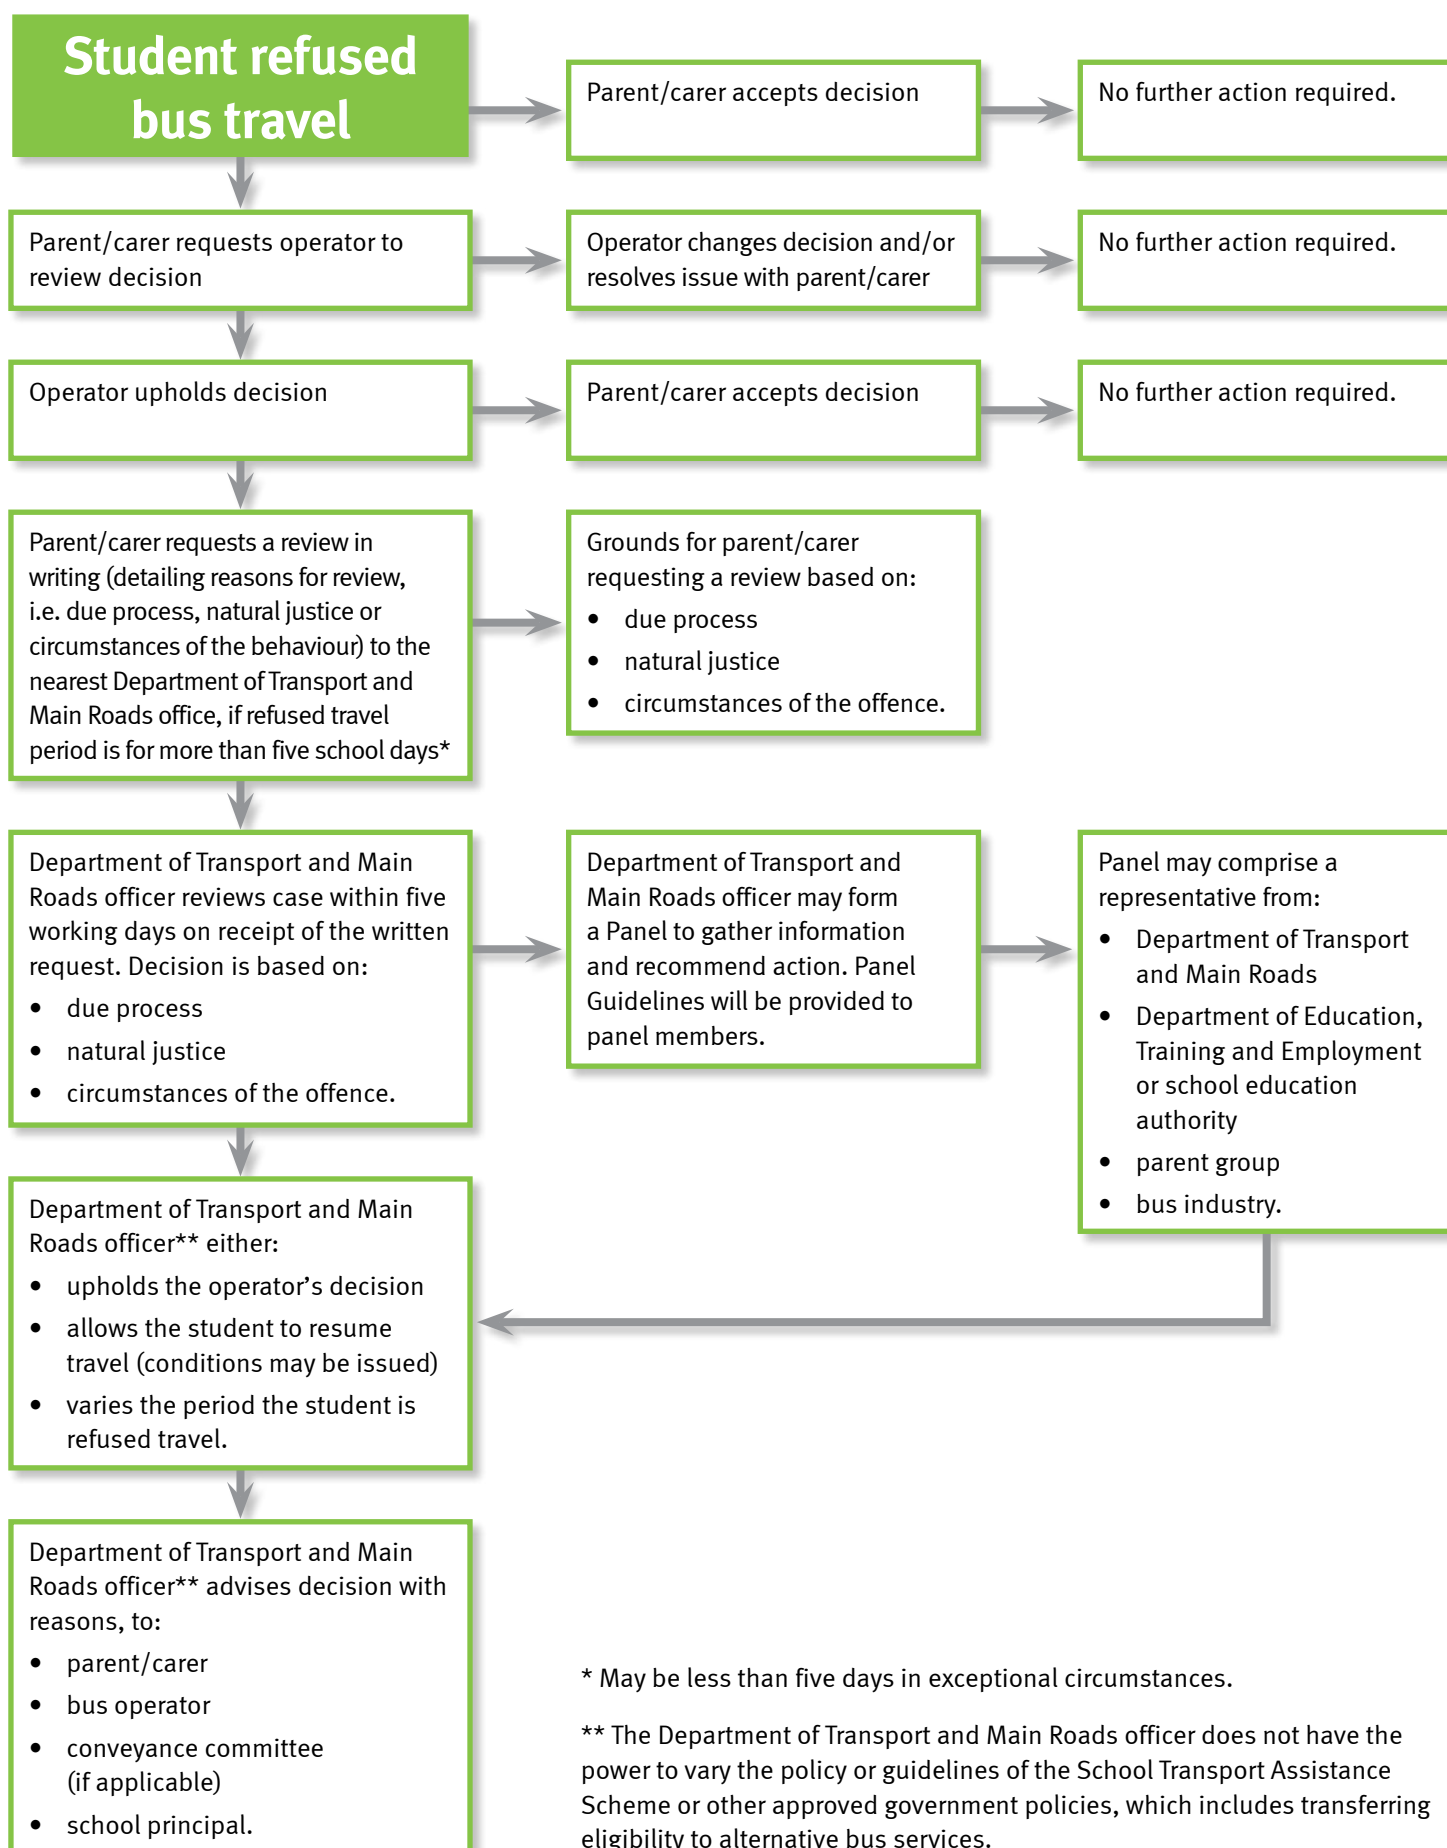 Student refused
bus travel
Parent/carer accepts decision
No further action required.
Parent/carer requests operator to
review decision
Operator changes decision and/or
resolves issue with parent/carer
No further action required.
Operator upholds decision
Parent/carer accepts decision
No further action required.
Parent/carer requests a review in
writing (detailing reasons for review,
i.e. due process, natural justice or
circumstances of the behaviour) to the
nearest Department of Transport and
Main Roads office, if refused travel
period is for more than five school days*
Grounds for parent/carer
requesting a review based on:
• due process
• natural justice
• circumstances of the offence.
Department of Transport and Main
Roads officer reviews case within five
working days on receipt of the written
request. Decision is based on:
• due process
• natural justice
• circumstances of the offence.
Department of Transport and
Main Roads officer may form
a Panel to gather information
and recommend action. Panel
Guidelines will be provided to
panel members.
Panel may comprise a
representative from:
• Department of Transport
and Main Roads
• Department of Education,
Training and Employment
or school education
authority
• parent group
• bus industry.
Department of Transport and Main
Roads officer** either:
• upholds the operator’s decision
• allows the student to resume
travel (conditions may be issued)
• varies the period the student is
refused travel.
Department of Transport and Main
Roads officer** advises decision with
reasons, to:
• parent/carer
• bus operator
• conveyance committee
(if applicable)
• school principal.
* May be less than five days in exceptional circumstances.
** The Department of Transport and Main Roads officer does not have the
power to vary the policy or guidelines of the School Transport Assistance
Scheme or other approved government policies, which includes transferring
eligibility to alternative bus services.